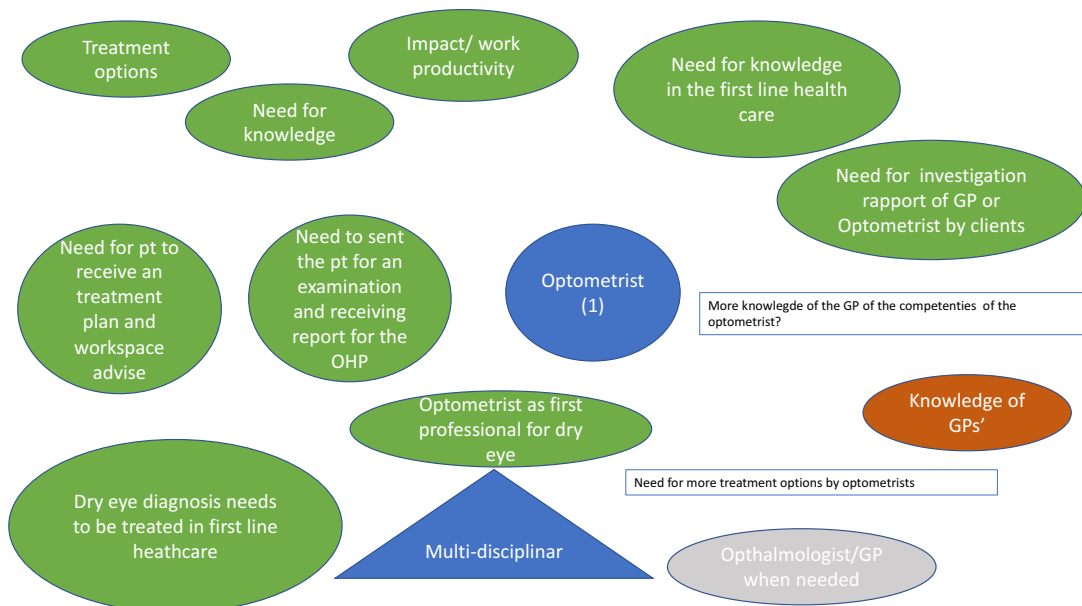 Treatment
options
Impact/ work
productivity
Need for
knowledge
Need for knowledge
in the first line health
care
Need for  investigation
rapport of GP or
Optometrist by clients
Need for pt to
receive an
treatment
plan and
workspace
advise
Need to sent
the pt for an
examination
and receiving
report for the
OHP
Optometrist
(1)
More knowlegde of the GP of the competenties  of the
optometrist?
Optometrist as first
professional for dry
eye
Knowledge of
GPs’
Need for more treatment options by optometrists
Dry eye diagnosis needs
to be treated in first line
heathcare
Multi-disciplinar
Opthalmologist/GP
when needed